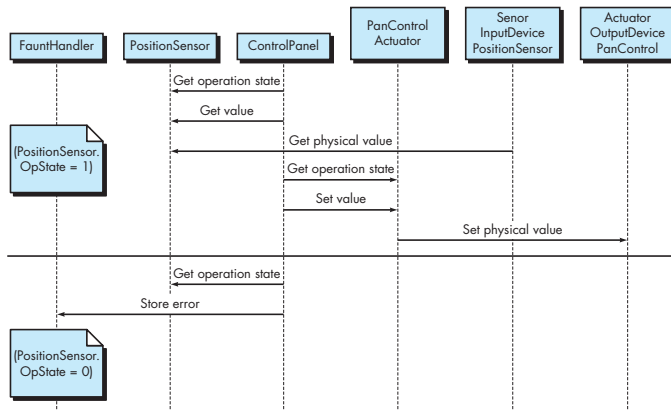 FauntHandler
PositionSensor
ControlPanel
PanControl
Actuator
Senor
InputDevice
PositionSensor
Actuator
OutputDevice
PanControl
Get operation state
Get value
(PositionSensor.
OpState = 1)
Get physical value
Get operation state
Set value
Set physical value
Get operation state
Store error
(PositionSensor.
OpState = 0)